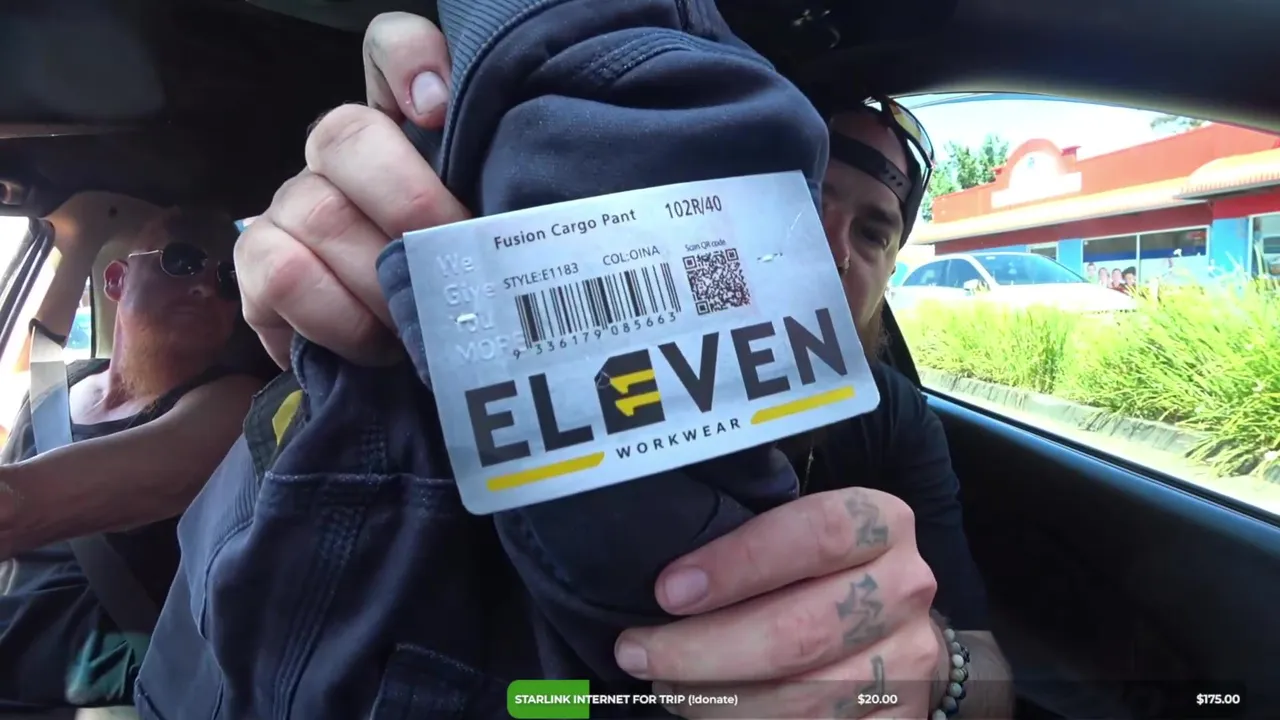 Fusion Cargo Pant 102R/40
We
Give
You
MORE
STYLE:E1183 COL:OINA
Scan QR code
9 336179 085663
ELEVEN
11
WORKWEAR
STARLINK INTERNET FOR TRIP (!donate) $20.00 $175.00